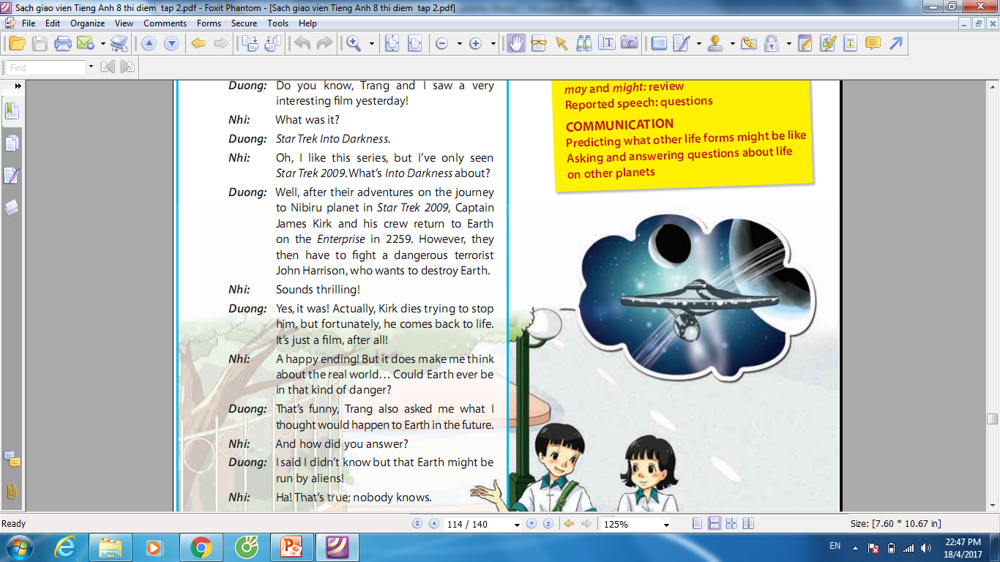 Sach giao vien Tieng Anh 8 thi diem  tap 2.pdf - Foxit Phantom - [Sach giao vien Tieng Anh 8 thi diem  tap 2.pdf]
File Edit Organize View Comments Forms Secure Tools Help
Find
Duong: Do you know, Trang and I saw a very
interesting film yesterday!
Nhi: What was it?
Duong: Star Trek Into Darkness.
Nhi: Oh, I like this series, but I've only seen
Star Trek 2009. What's Into Darkness about?
Duong: Well, after their adventures on the journey
to Nibiru planet in Star Trek 2009, Captain
James Kirk and his crew return to Earth
on the Enterprise in 2259. However, they
then have to fight a dangerous terrorist
John Harrison, who wants to destroy Earth.
Nhi: Sounds thrilling!
Duong: Yes, it was! Actually, Kirk dies trying to stop
him, but fortunately, he comes back to life.
It's just a film, after all!
Nhi: A happy ending! But it does make me think
about the real world… Could Earth ever be
in that kind of danger?
Duong: That's funny, Trang also asked me what I
thought would happen to Earth in the future.
Nhi: And how did you answer?
Duong: I said I didn't know but that Earth might be
run by aliens!
Nhi: Ha! That's true; nobody knows.
may and might: review
Reported speech: questions
COMMUNICATION
Predicting what other life forms might be like
Asking and answering questions about life
on other planets
Ready
114 / 140
125%
Size: [7.60 * 10.67 in]
EN
22:47 PM
18/4/2017